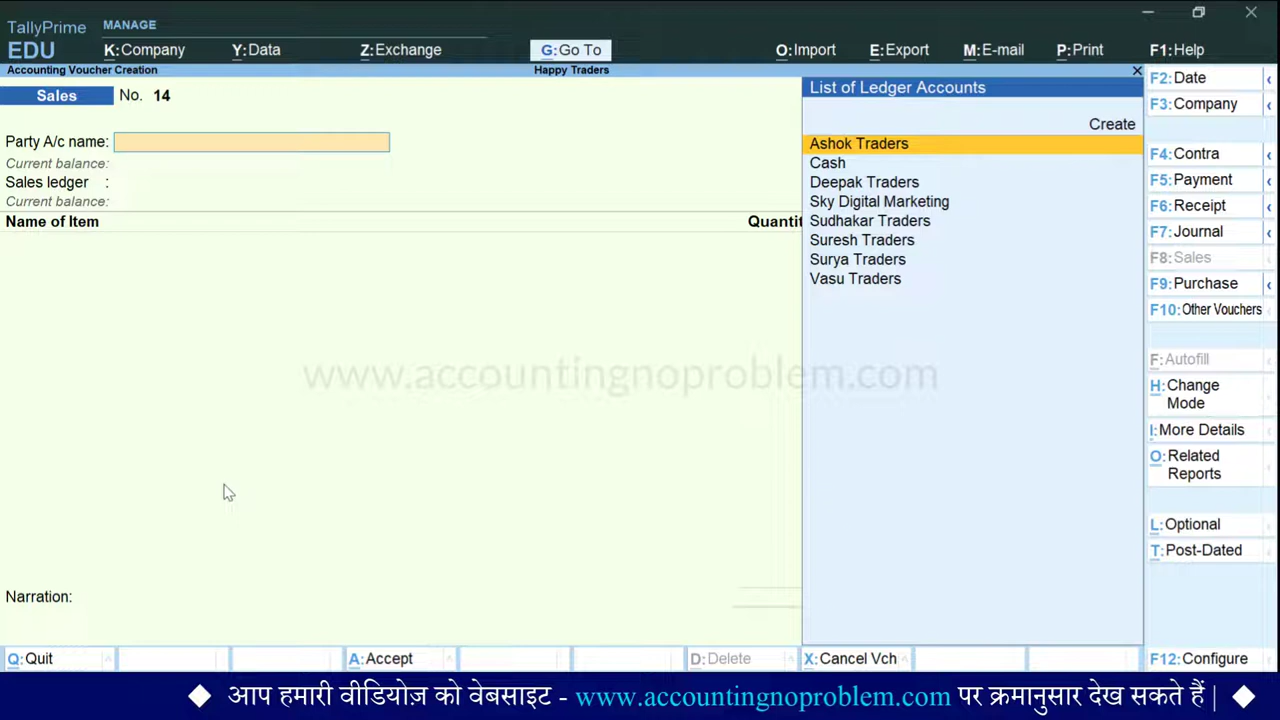 TallyPrime
EDU
MANAGE
K:Company
Y:Data
Z:Exchange
G:Go To
O:Import
E:Export
M:E-mail
P:Print
F1:Help
Accounting Voucher Creation
Happy Traders
Sales
No. 14
Party A/c name:
Current balance:
Sales ledger :
Current balance:
Name of Item
Quantit
List of Ledger Accounts
Create
Ashok Traders
Cash
Deepak Traders
Sky Digital Marketing
Sudhakar Traders
Suresh Traders
Surya Traders
Vasu Traders
F2:Date
F3:Company
F4:Contra
F5:Payment
F6:Receipt
F7:Journal
F8:Sales
F9:Purchase
F10:Other Vouchers
F:Autofill
H:Change
Mode
I:More Details
O:Related
Reports
L:Optional
T:Post-Dated
F12:Configure
www.accountingnoproblem.com
Narration:
Q:Quit
A:Accept
D:Delete
X:Cancel Vch
◆ आप हमारी वीडियोज़ को वेबसाइट - www.accountingnoproblem.com पर क्रमानुसार देख सकते हैं | ◆